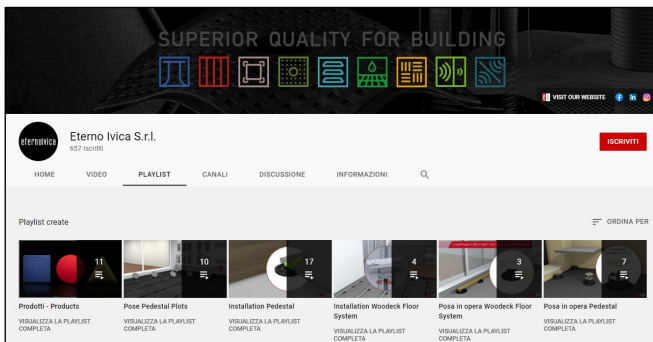 SUPERIOR QUALITY FOR BUILDING
VISIT OUR WEBSITE
eternoivica
Eterno Ivica S.r.l.
657 iscritti
ISCRIVITI
HOME VIDEO PLAYLIST CANALI DISCUSSIONE INFORMAZIONI
Playlist create
ORDINA PER
11 10 17 4 3 7
Prodotti - Products
VISUALIZZA LA PLAYLIST
COMPLETA
Pose Pedestal Plots
VISUALIZZA LA PLAYLIST
COMPLETA
Installation Pedestal
VISUALIZZA LA PLAYLIST
COMPLETA
Installation Woodeck Floor
System
VISUALIZZA LA PLAYLIST
COMPLETA
Posa in opera Woodeck Floor
System
VISUALIZZA LA PLAYLIST
COMPLETA
Posa in opera Pedestal
VISUALIZZA LA PLAYLIST
COMPLETA